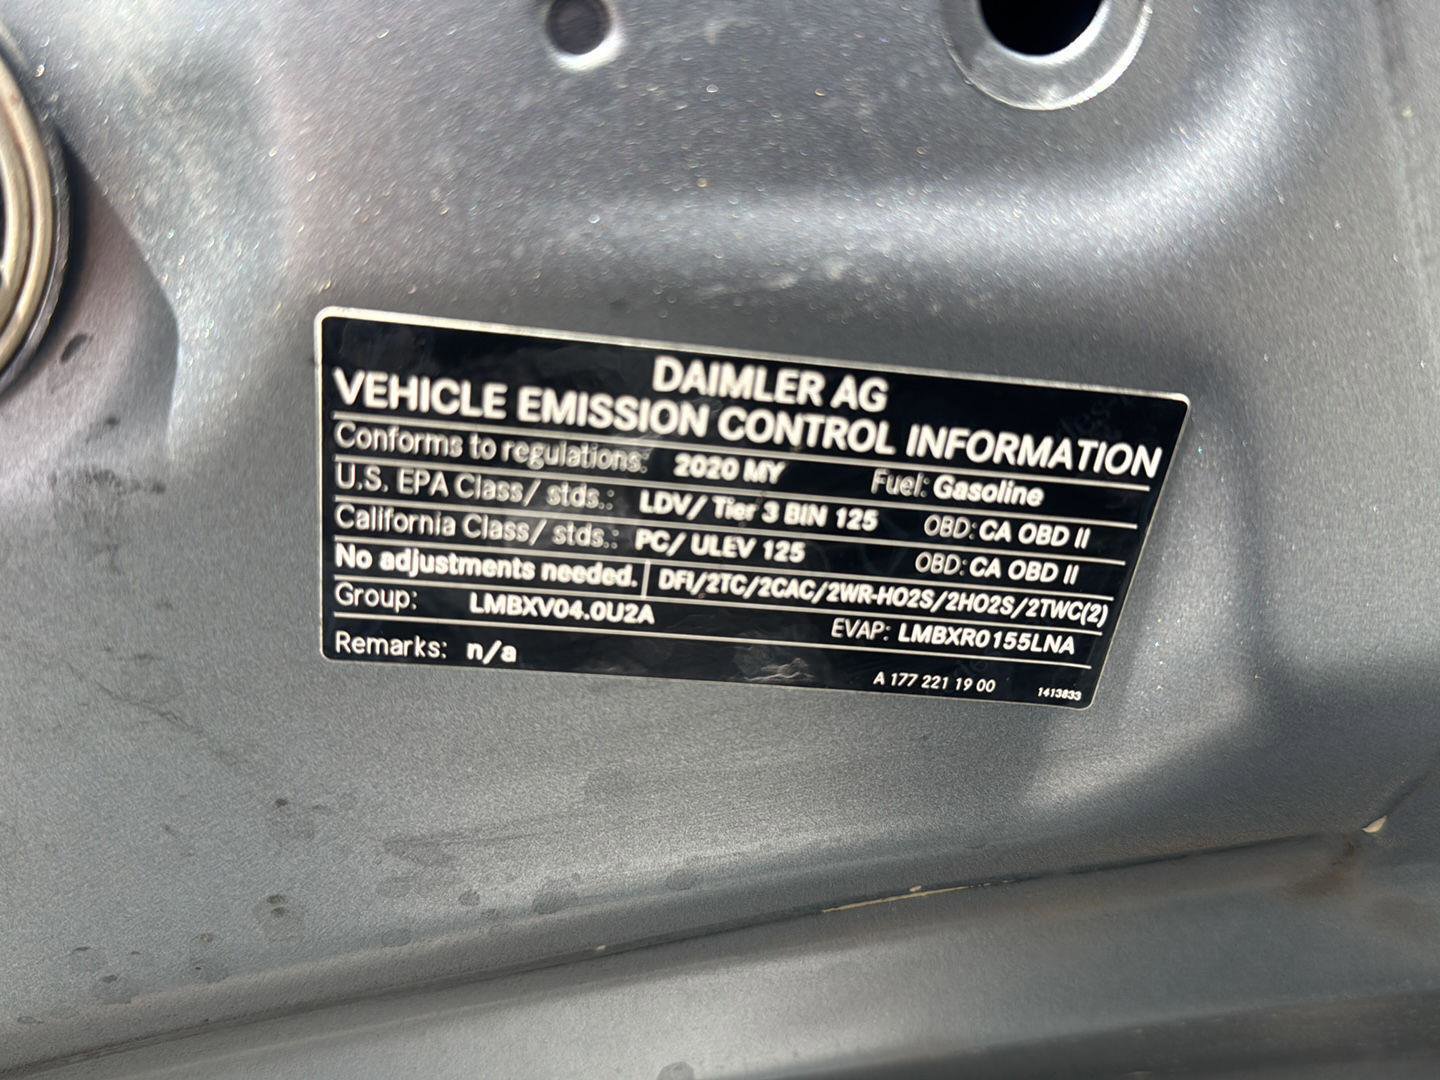 DAIMLER AG
VEHICLE EMISSION CONTROL INFORMATION
Conforms to regulations: 2020 MY Fuel: Gasoline
U.S. EPA Class/ stds.: LDV/ Tier 3 BIN 125 OBD: CA OBD II
California Class/ stds.: PC/ ULEV 125 OBD: CA OBD II
No adjustments needed. DFI/2TC/2CAC/2WR-HO2S/2HO2S/2TWC(2)
Group: LMBXV04.0U2A EVAP: LMBXR0155LNA
Remarks: n/a
A 177 221 19 00 1413833